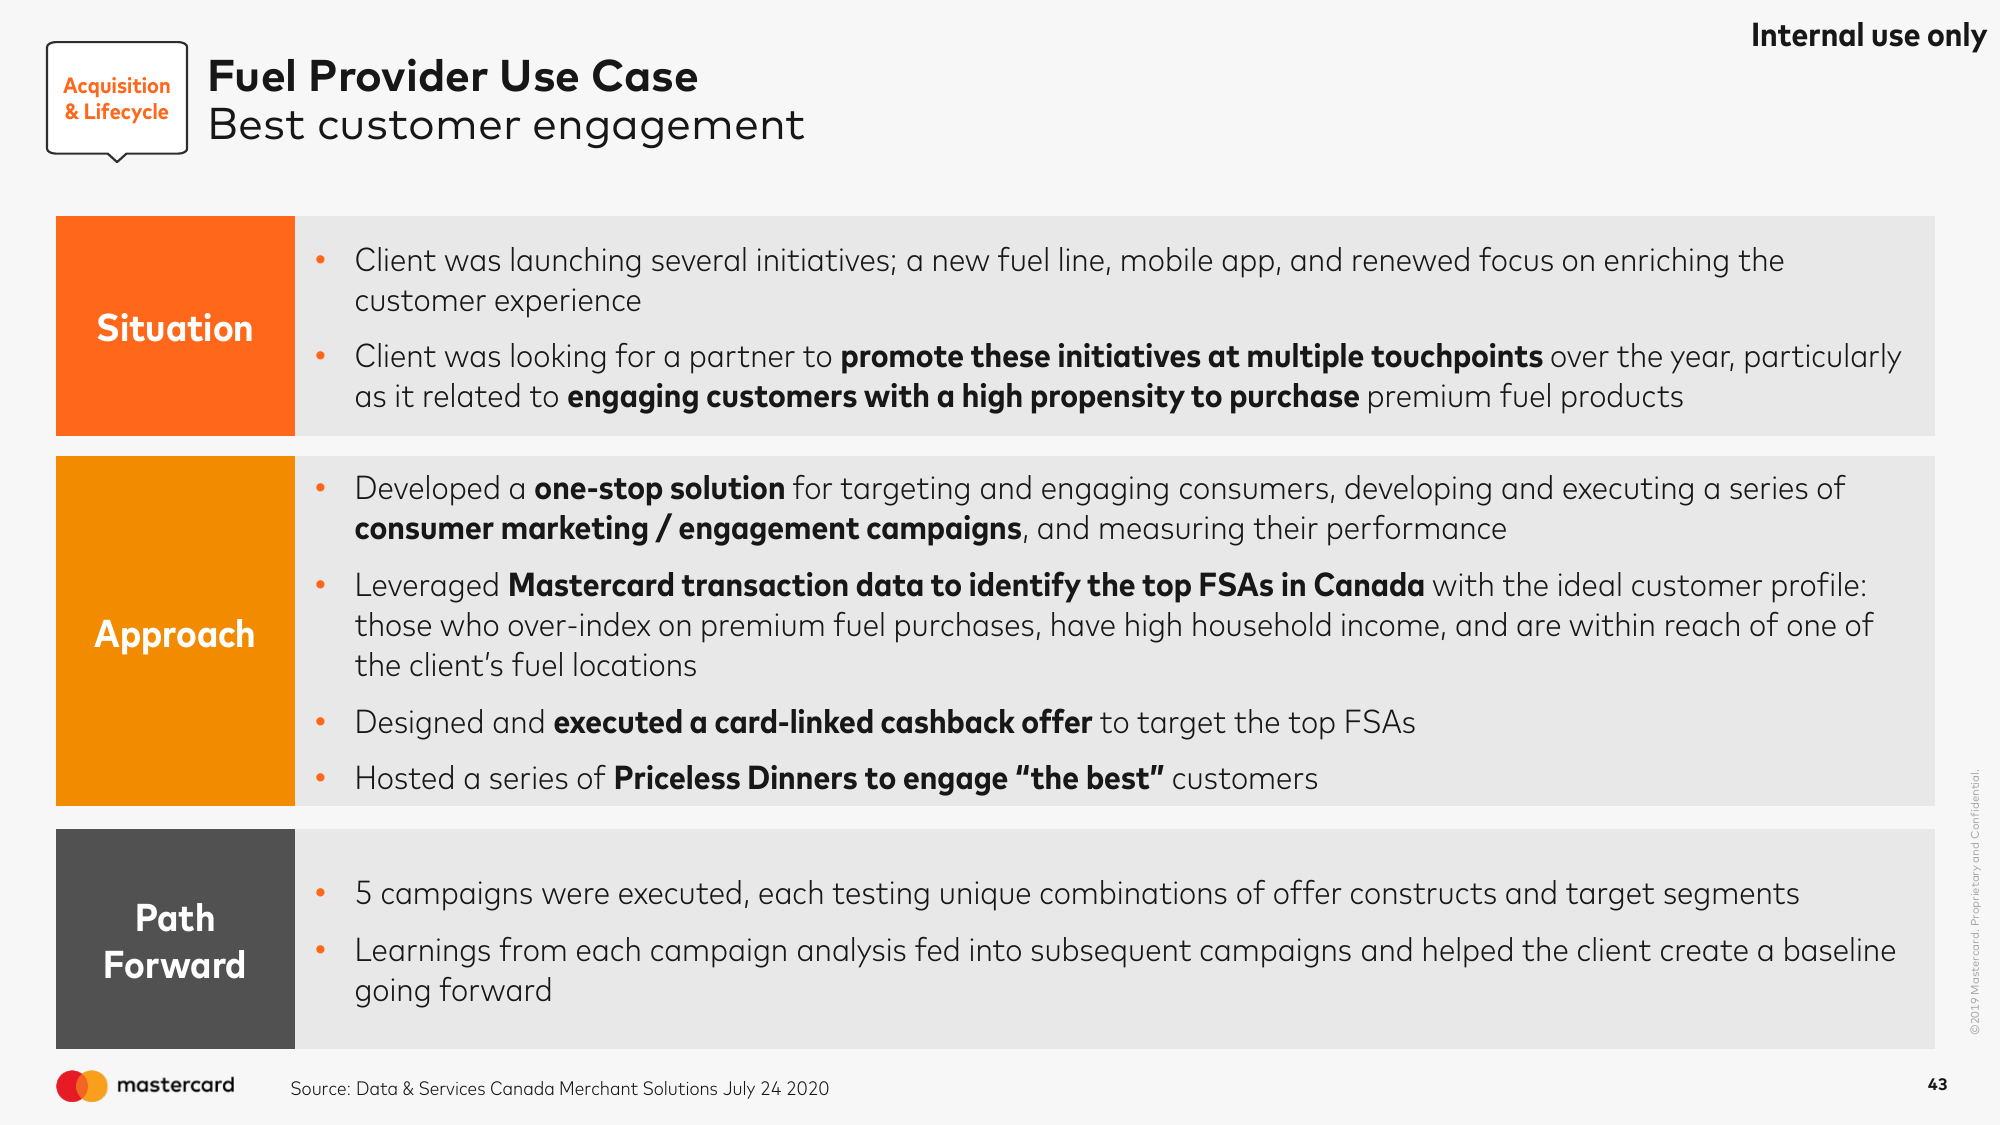 Internal use only
Acquisition
& Lifecycle
Fuel Provider Use Case
Best customer engagement
Situation
• Client was launching several initiatives; a new fuel line, mobile app, and renewed focus on enriching the
customer experience
• Client was looking for a partner to promote these initiatives at multiple touchpoints over the year, particularly
as it related to engaging customers with a high propensity to purchase premium fuel products
Approach
• Developed a one-stop solution for targeting and engaging consumers, developing and executing a series of
consumer marketing / engagement campaigns, and measuring their performance
• Leveraged Mastercard transaction data to identify the top FSAs in Canada with the ideal customer profile:
those who over-index on premium fuel purchases, have high household income, and are within reach of one of
the client’s fuel locations
• Designed and executed a card-linked cashback offer to target the top FSAs
• Hosted a series of Priceless Dinners to engage “the best” customers
Path
Forward
• 5 campaigns were executed, each testing unique combinations of offer constructs and target segments
• Learnings from each campaign analysis fed into subsequent campaigns and helped the client create a baseline
going forward
©2019 Mastercard. Proprietary and Confidential.
mastercard
Source: Data & Services Canada Merchant Solutions July 24 2020
43